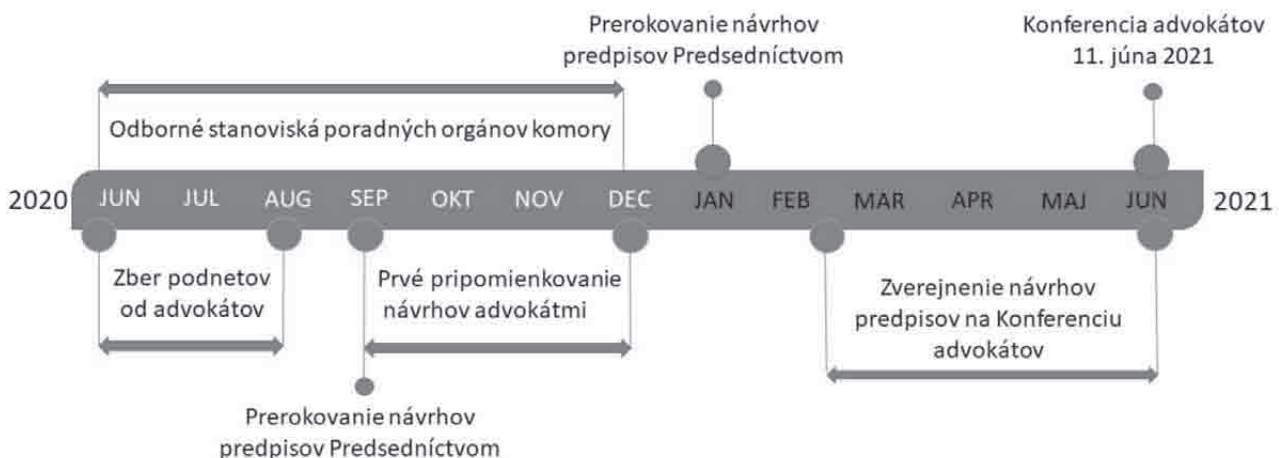 Prerokovanie návrhov
predpisov Predsedníctvom
Konferencia advokátov
11. júna 2021
Odborné stanoviská poradných orgánov komory
2020 JUN JUL AUG SEP OKT NOV DEC JAN FEB MAR APR MAJ JUN 2021
Zber podnetov
od advokátov
Prvé pripomienkovanie
návrhov advokátmi
Zverejnenie návrhov
predpisov na Konferenciu
advokátov
Prerokovanie návrhov
predpisov Predsedníctvom